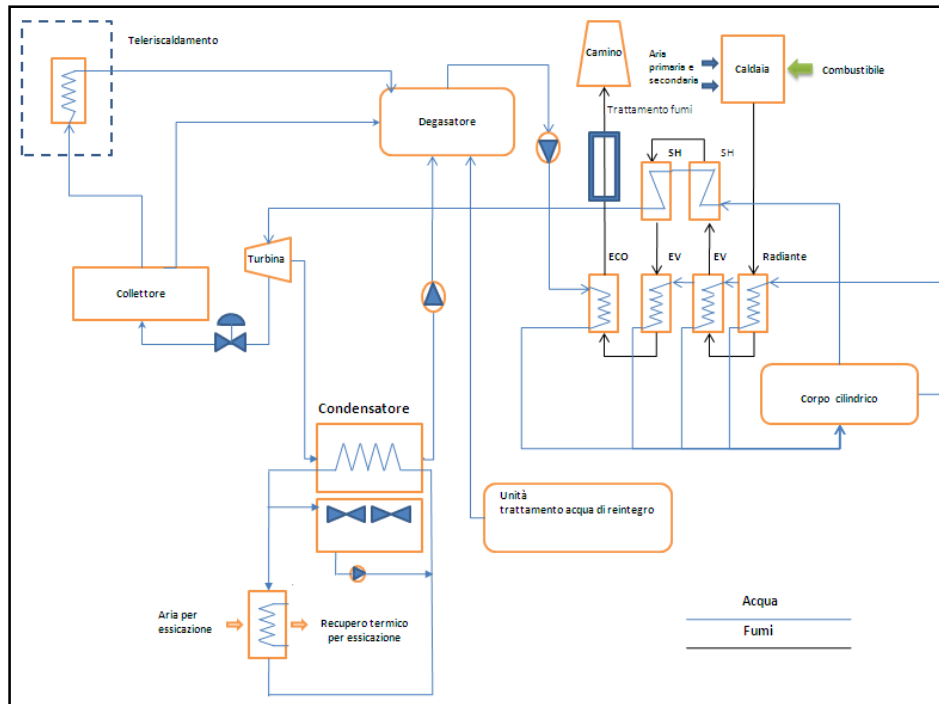 Teleriscaldamento
Camino
Aria
primaria e
secondaria
Caldaia
Combustibile
Degasatore
Trattamento fumi
SH
SH
Turbina
ECO
EV
EV
Radiante
Collettore
Corpo cilindrico
Condensatore
Unità
trattamento acqua di reintegro
Aria per
essicazione
Recupero termico
per essicazione
Acqua
Fumi